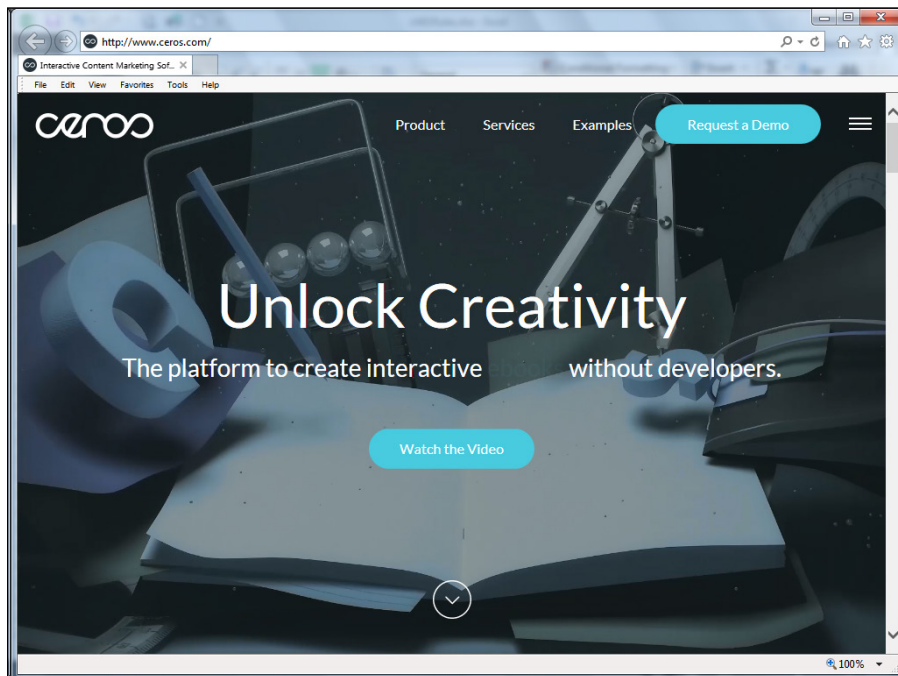 http://www.ceros.com/
Interactive Content Marketing Sof...
File Edit View Favorites Tools Help
ceros
Product Services Examples Request a Demo
Unlock Creativity
The platform to create interactive without developers.
Watch the Video
100%